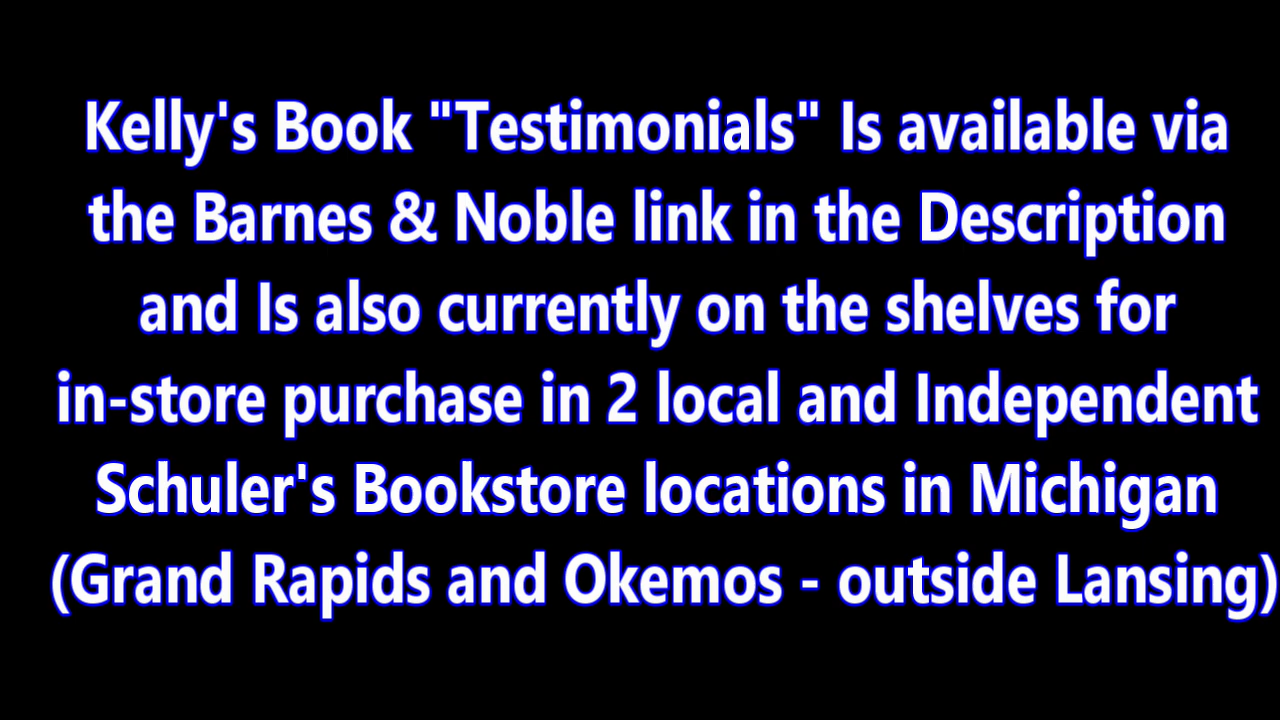 Kelly's Book "Testimonials" Is available via
the Barnes & Noble link in the Description
and Is also currently on the shelves for
in-store purchase in 2 local and Independent
Schuler's Bookstore locations in Michigan
(Grand Rapids and Okemos - outside Lansing)